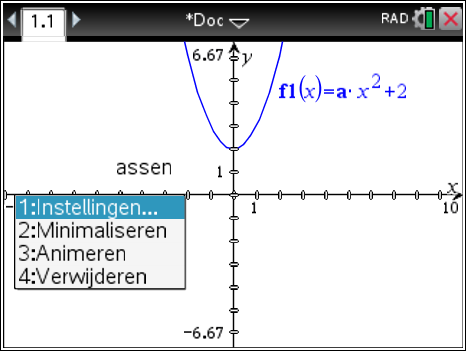 1.1
*Doc
RAD
6.67
y
f1(x)=a· x²+2
assen
1
x
1
10
1:Instellingen...
2:Minimaliseren
3:Animeren
4:Verwijderen
-6.67